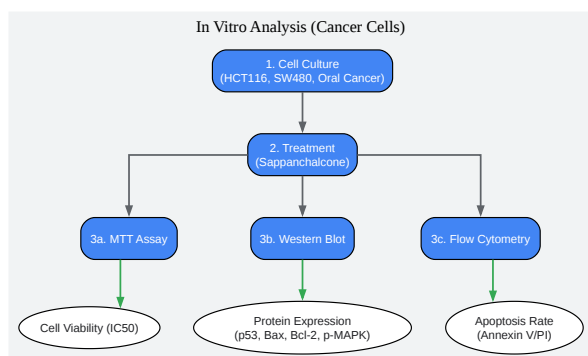 In Vitro Analysis (Cancer Cells)
1. Cell Culture
(HCT116, SW480, Oral Cancer)
2. Treatment
(Sappanchalcone)
3a. MTT Assay
3b. Western Blot
3c. Flow Cytometry
Cell Viability (IC50)
Protein Expression
(p53, Bax, Bcl-2, p-MAPK)
Apoptosis Rate
(Annexin V/PI)